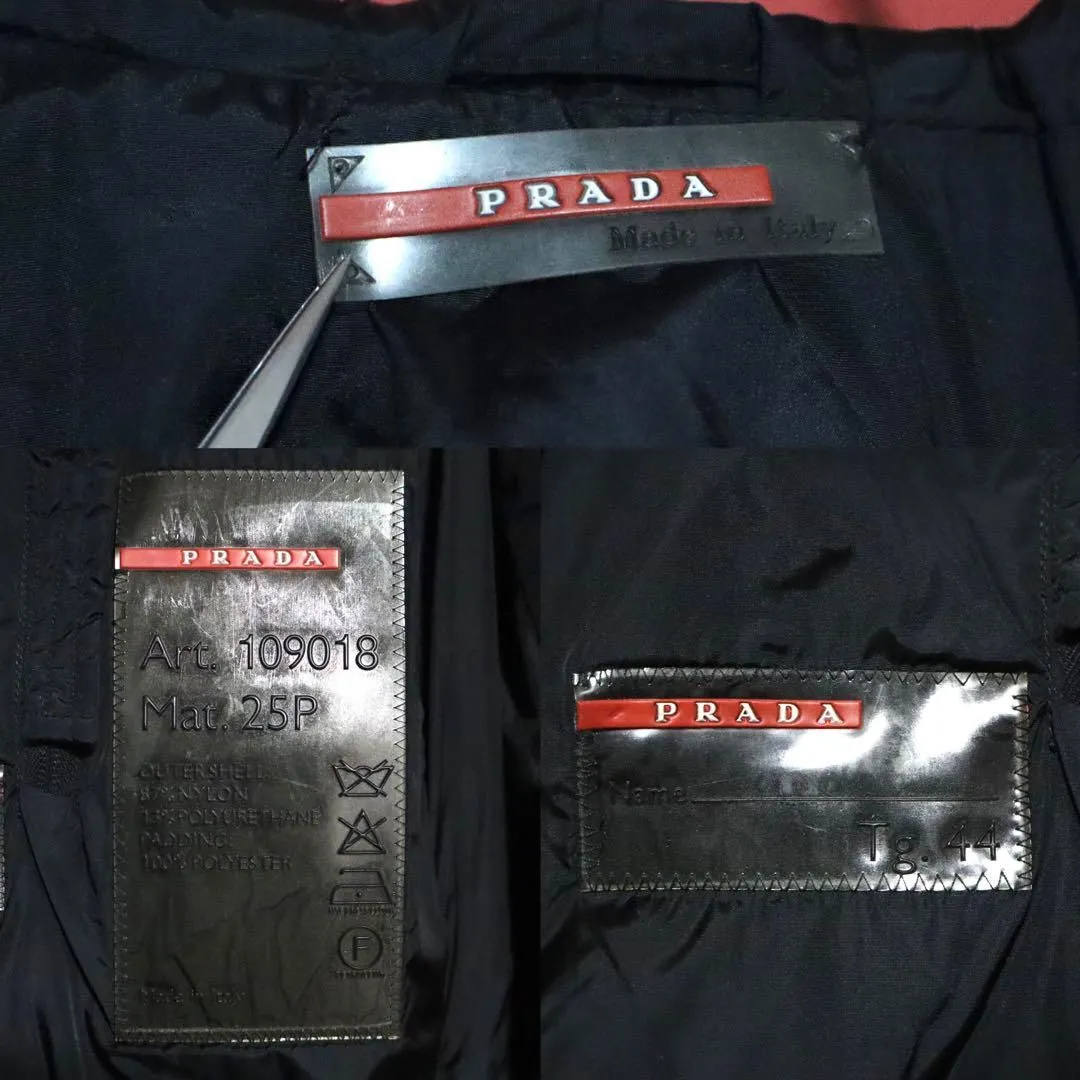 PRADA
Made in Italy
PRADA
Art. 109018
Mat. 25P
OUTERSHELL:
87%NYLON
13%POLYURETHANE
PADDING:
100% POLYESTER
F
Made in Italy
PRADA
Name
Tg. 44